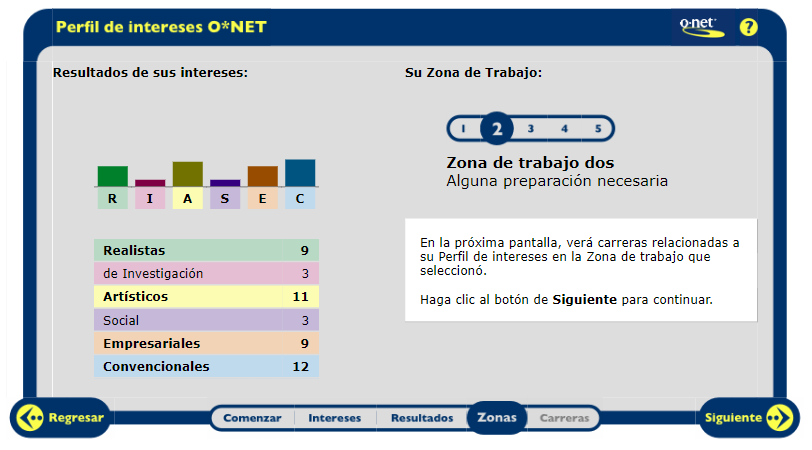 Perfil de intereses O*NET
o·net
?
Resultados de sus intereses:
R I A S E C
Realistas 9
de Investigación 3
Artísticos 11
Social 3
Empresariales 9
Convencionales 12
Su Zona de Trabajo:
1 2 3 4 5
Zona de trabajo dos
Alguna preparación necesaria
En la próxima pantalla, verá carreras relacionadas a
su Perfil de intereses en la Zona de trabajo que
seleccionó.
Haga clic al botón de Siguiente para continuar.
Regresar
Comenzar Intereses Resultados Zonas Carreras
Siguiente